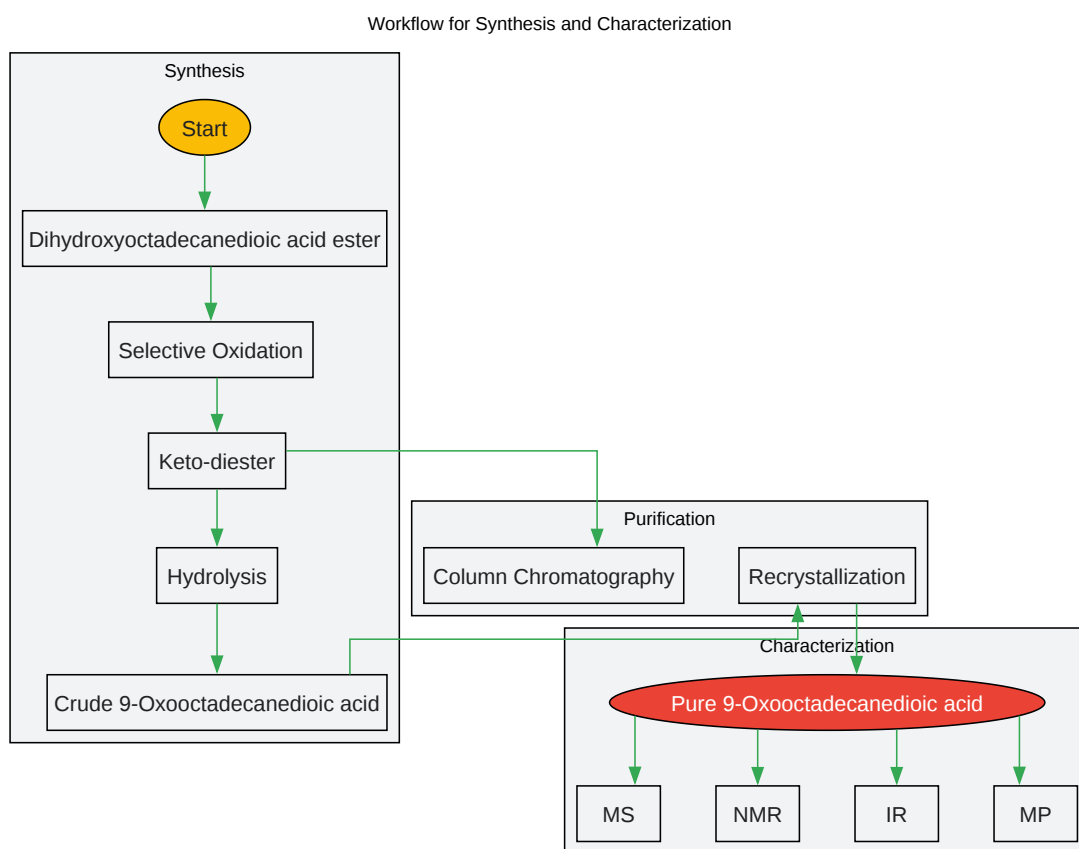 Workflow for Synthesis and Characterization
Synthesis
Start
Dihydroxyoctadecanedioic acid ester
Selective Oxidation
Keto-diester
Hydrolysis
Crude 9-Oxooctadecanedioic acid
Purification
Column Chromatography
Recrystallization
Characterization
Pure 9-Oxooctadecanedioic acid
MS
NMR
IR
MP